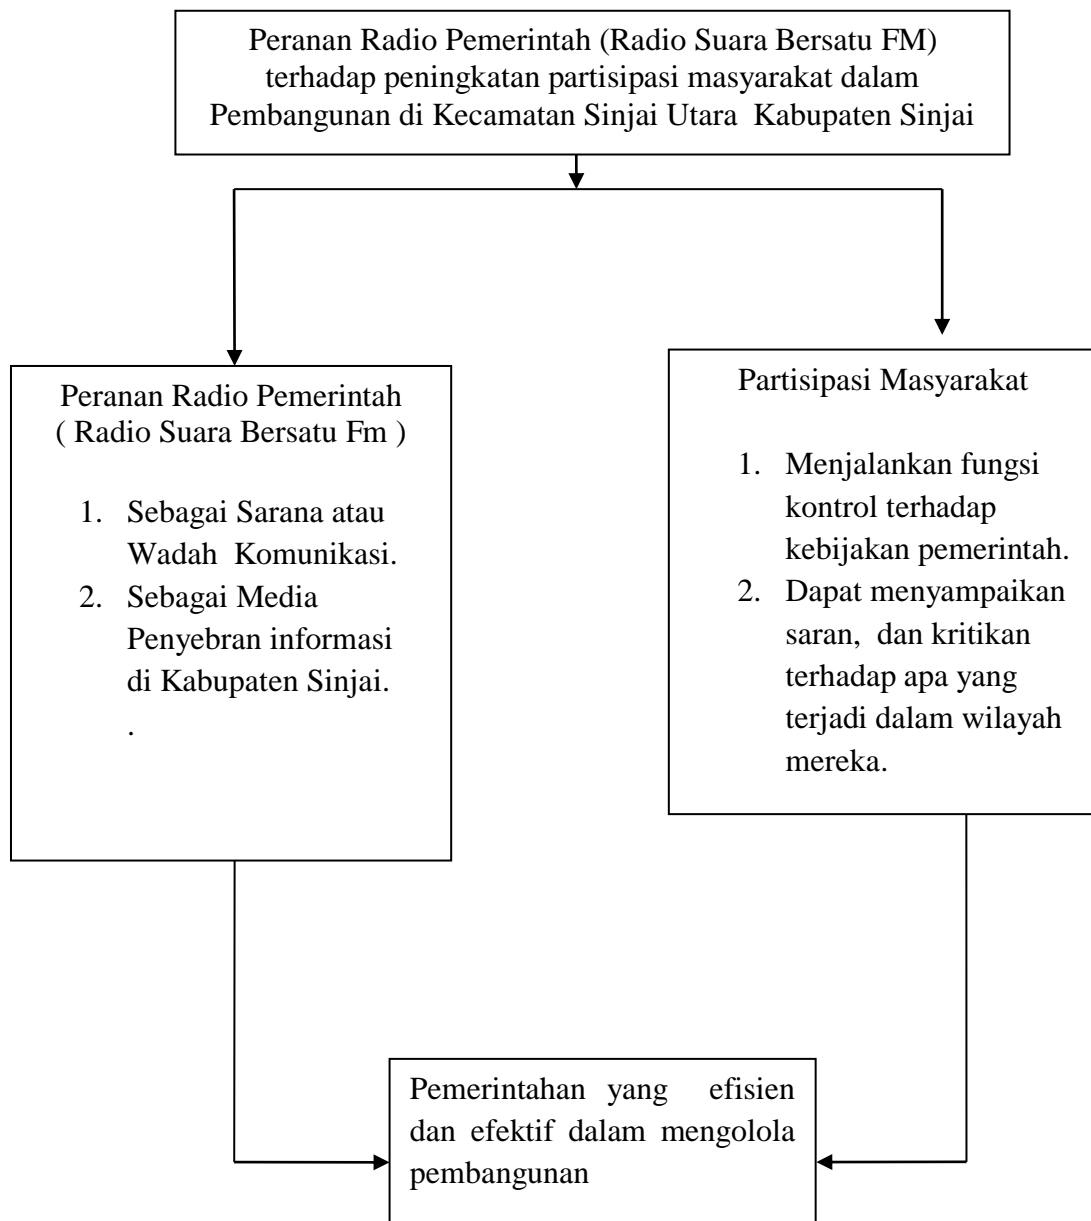 Peranan Radio Pemerintah (Radio Suara Bersatu FM)
terhadap peningkatan partisipasi masyarakat dalam
Pembangunan di Kecamatan Sinjai Utara Kabupaten Sinjai
Peranan Radio Pemerintah
( Radio Suara Bersatu Fm )
1. Sebagai Sarana atau
Wadah Komunikasi.
2. Sebagai Media
Penyebran informasi
di Kabupaten Sinjai.
.
Partisipasi Masyarakat
1. Menjalankan fungsi
kontrol terhadap
kebijakan pemerintah.
2. Dapat menyampaikan
saran, dan kritikan
terhadap apa yang
terjadi dalam wilayah
mereka.
Pemerintahan yang efisien
dan efektif dalam mengolola
pembangunan